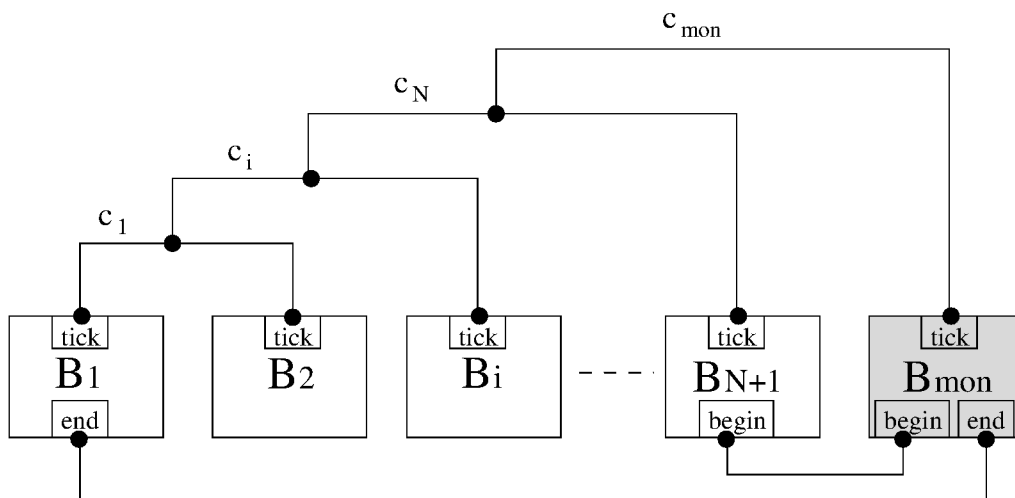 c mon
c N
c i
c 1
tick tick tick tick tick
B1 B2 Bi BN+1 Bmon
end begin begin end